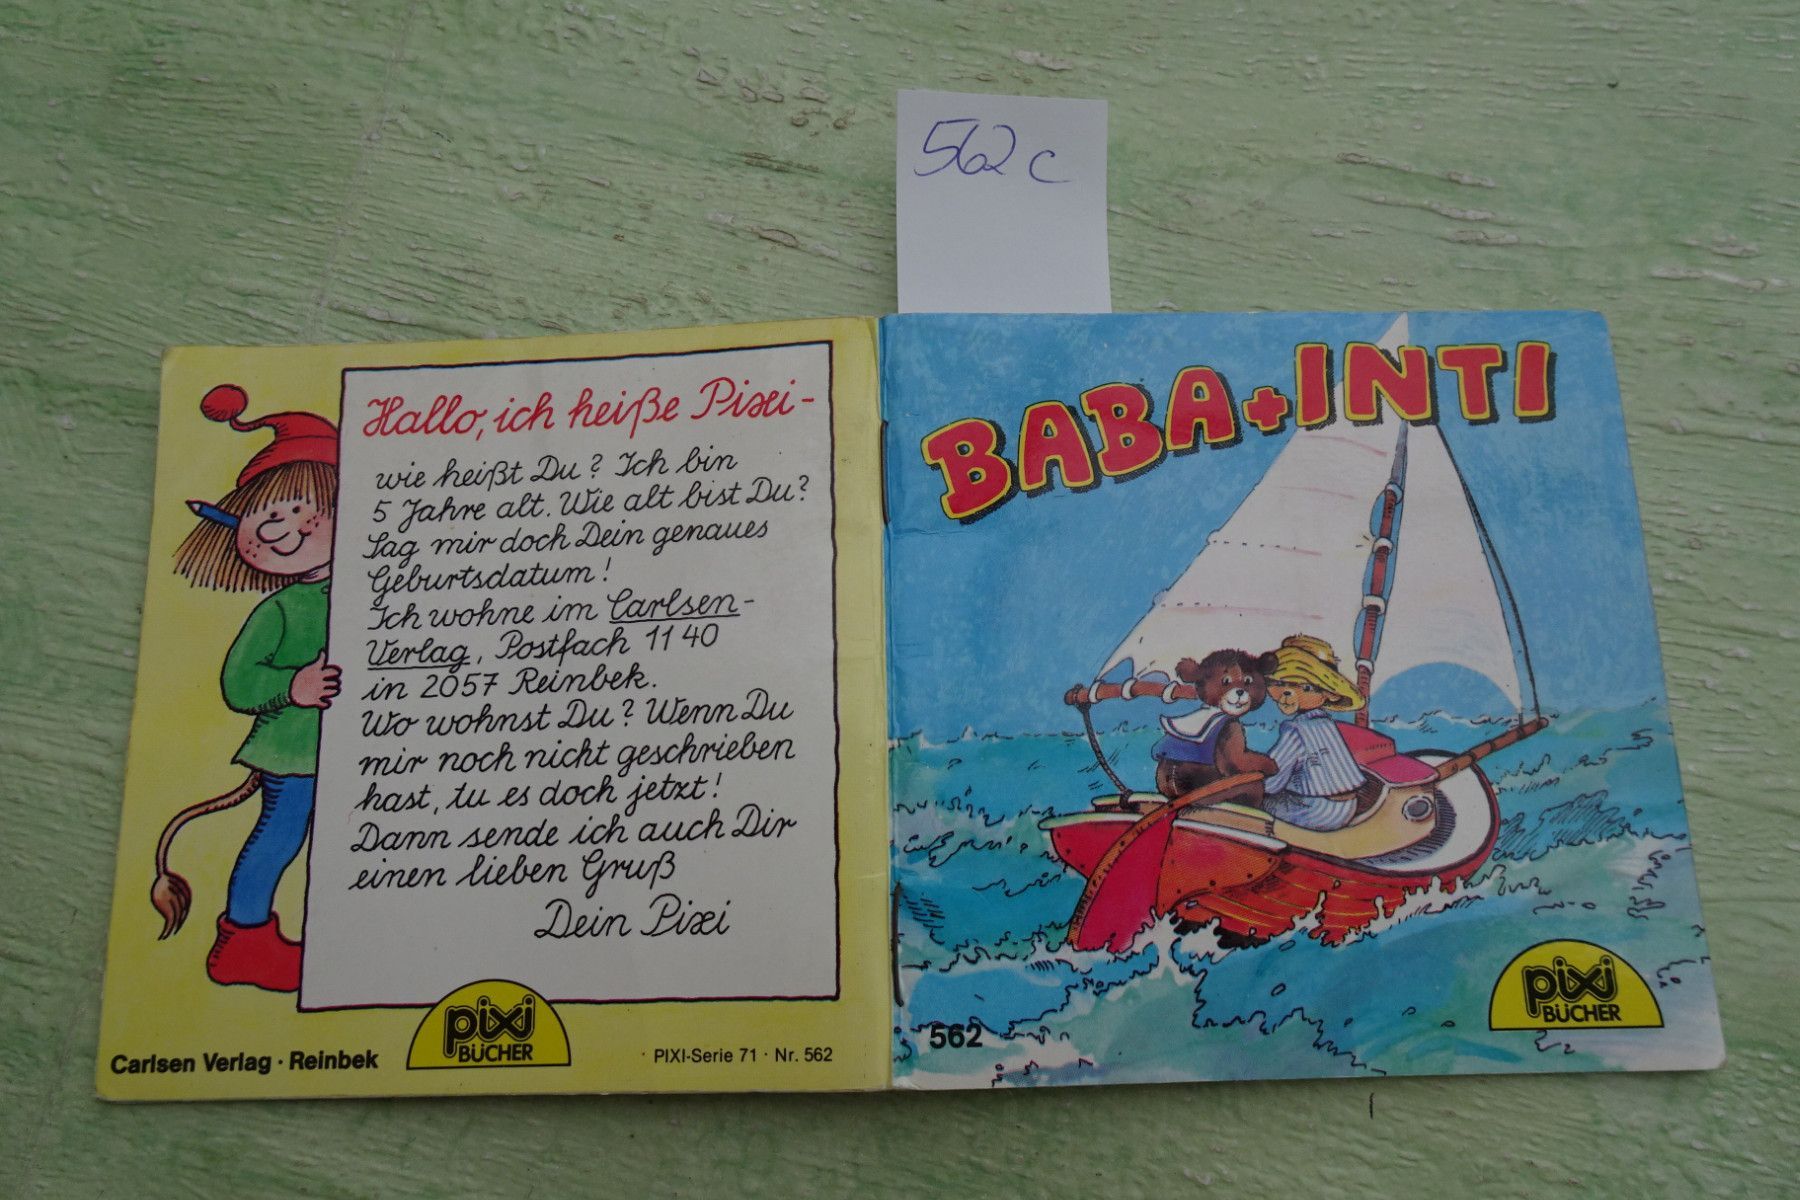 562 c
Hallo, ich heiße Pixi-
wie heißt Du? Ich bin
5 Jahre alt. Wie alt bist Du?
Sag mir doch Dein genaues
Geburtsdatum!
Ich wohne im Carlsen-
Verlag, Postfach 11 40
in 2057 Reinbek.
Wo wohnst Du? Wenn Du
mir noch nicht geschrieben
hast, tu es doch jetzt!
Dann sende ich auch Dir
einen lieben Gruß
Dein Pixi
pixi
BÜCHER
Carlsen Verlag · Reinbek
PIXI-Serie 71 · Nr. 562
BABA+INTI
562
pixi
BÜCHER